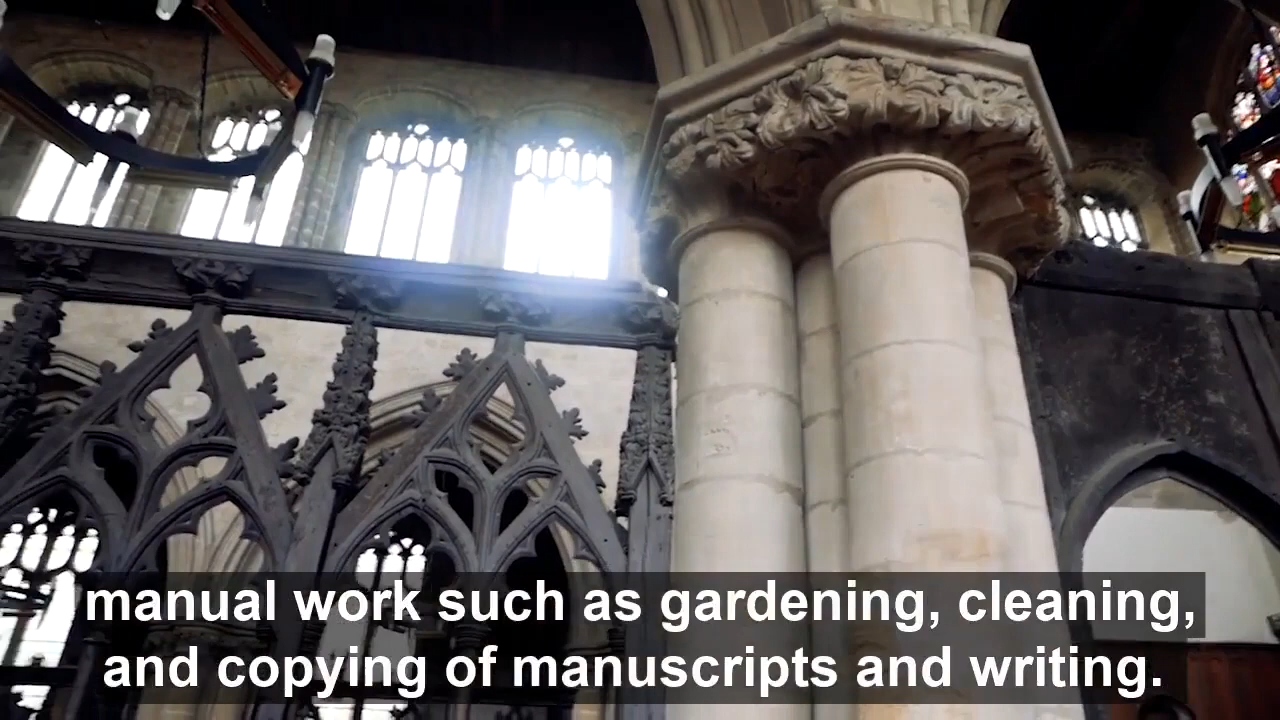 manual work such as gardening, cleaning,
and copying of manuscripts and writing.